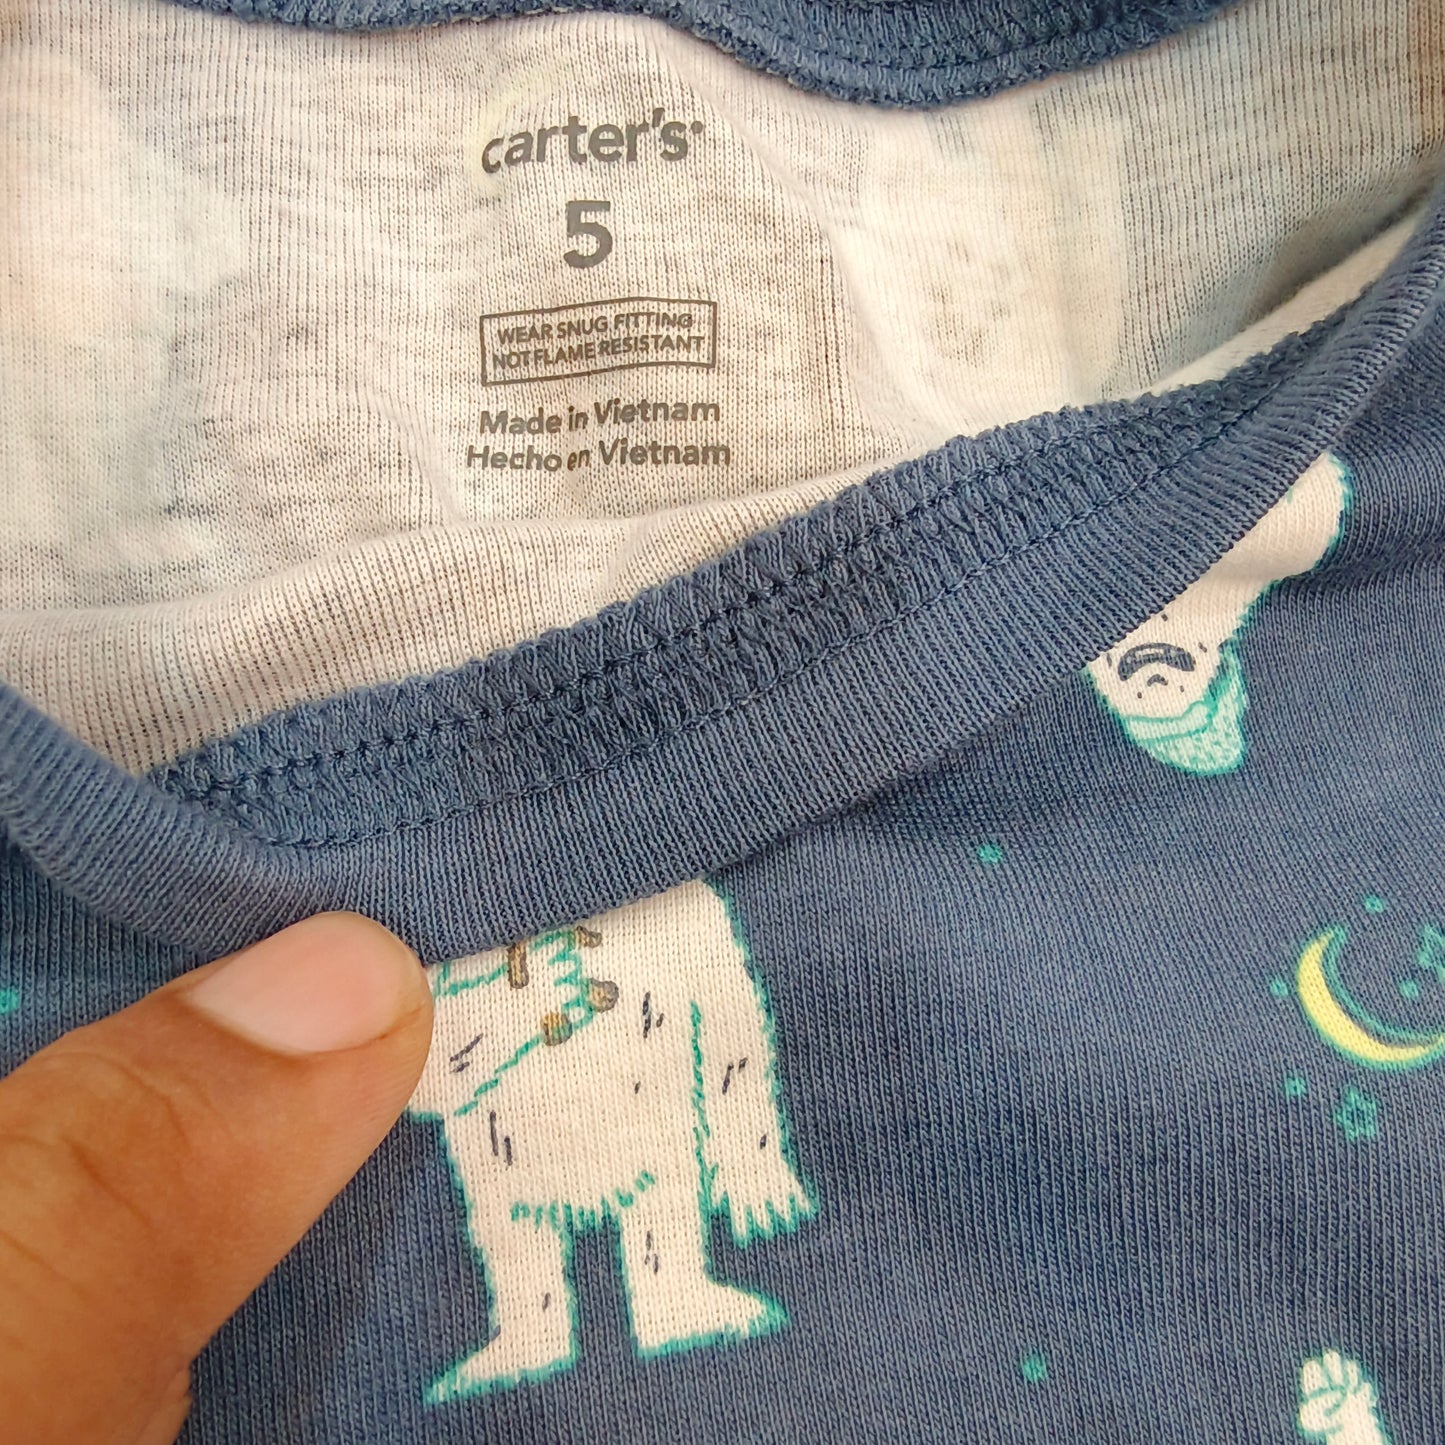 carter's®
5
WEAR SNUG FITTING
NOT FLAME RESISTANT
Made in Vietnam
Hecho en Vietnam